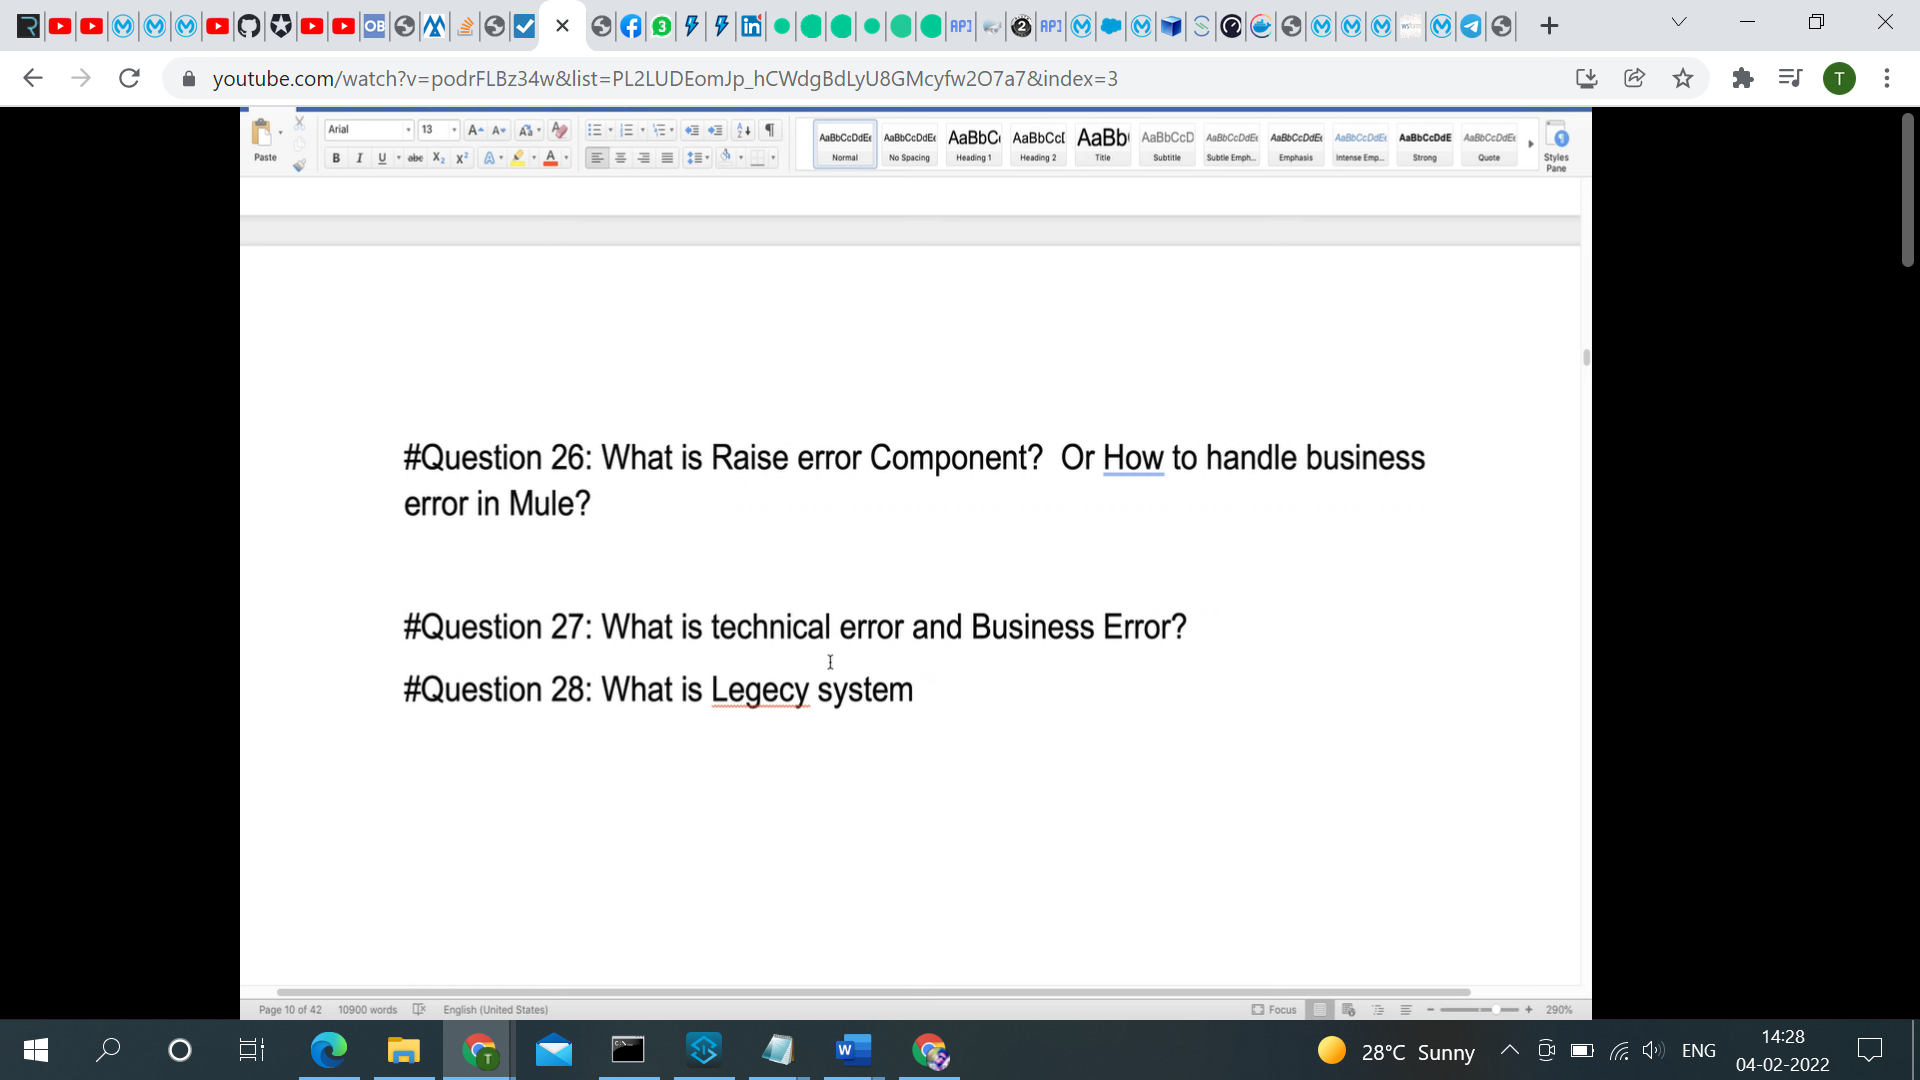 youtube.com/watch?v=podrFLBz34w&list=PL2LUDEomJp_hCWdgBdLyU8GMcyfw2O7a7&index=3
T
Arial 13
Paste
AaBbCcDdEe AaBbCcDdEe AaBbC AaBbCcD AaBb AaBbCcD AaBbCcDdEe AaBbCcDdEe AaBbCcDdEe AaBbCcDdE AaBbCcDdEe
Normal No Spacing Heading 1 Heading 2 Title Subtitle Subtle Emph... Emphasis Intense Emp... Strong Quote
Styles
Pane
#Question 26: What is Raise error Component? Or How to handle business
error in Mule?
#Question 27: What is technical error and Business Error?
#Question 28: What is Legecy system
Page 10 of 42 10900 words English (United States) Focus 290%
28°C Sunny ENG
14:28
04-02-2022